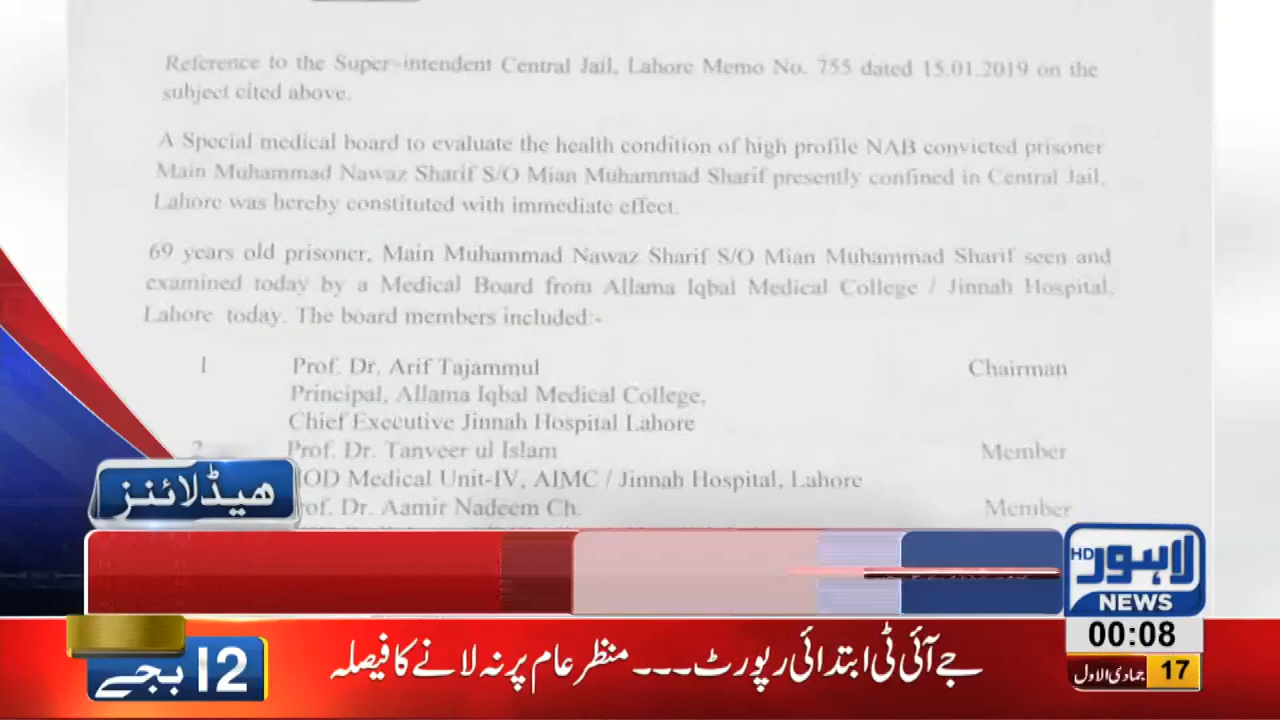 Reference to the Super-intendent Central Jail, Lahore Memo No. 755 dated 15.01.2019 on the
subject cited above.
A Special medical board to evaluate the health condition of high profile NAB convicted prisoner
Main Muhammad Nawaz Sharif S/O Mian Muhammad Sharif presently confined in Central Jail,
Lahore was hereby constituted with immediate effect.
69 years old prisoner, Main Muhammad Nawaz Sharif S/O Mian Muhammad Sharif seen and
examined today by a Medical Board from Allama Iqbal Medical College / Jinnah Hospital,
Lahore today. The board members included:-
1 Prof. Dr, Arif Tajammul Chairman
Principal, Allama Iqbal Medical College,
Chief Executive Jinnah Hospital Lahore
2 Prof. Dr. Tanveer ul Islam Member
OD Medical Unit-IV, AIMC / Jinnah Hospital, Lahore
rof. Dr. Aamir Nadeem Ch. Member
ھیڈلائنز
HD لاہور
NEWS
00:08
جے آئی ٹی ابتدائی رپورٹ ۔۔۔ منظر عام پر نہ لانے کا فیصلہ
12 بجے
17 جمادی الاول